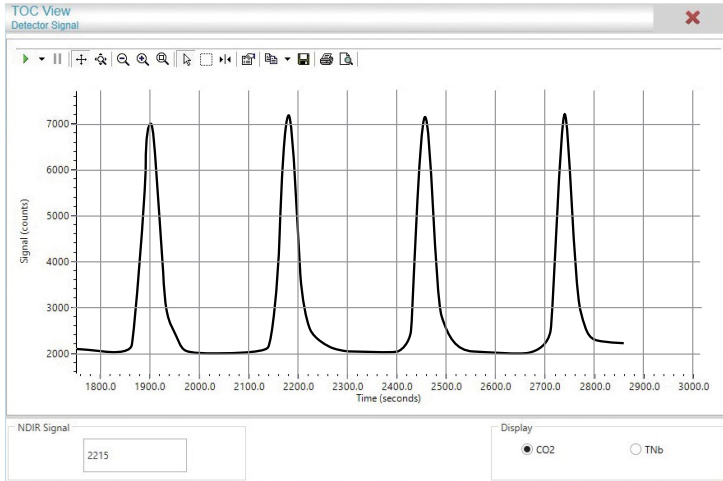 TOC View
Detector Signal
7000
6000
5000
4000
3000
2000
Signal (counts)
1800.0 1900.0 2000.0 2100.0 2200.0 2300.0 2400.0 2500.0 2600.0 2700.0 2800.0 2900.0 3000.0
Time (seconds)
NDIR Signal
2215
Display
CO2
TNb